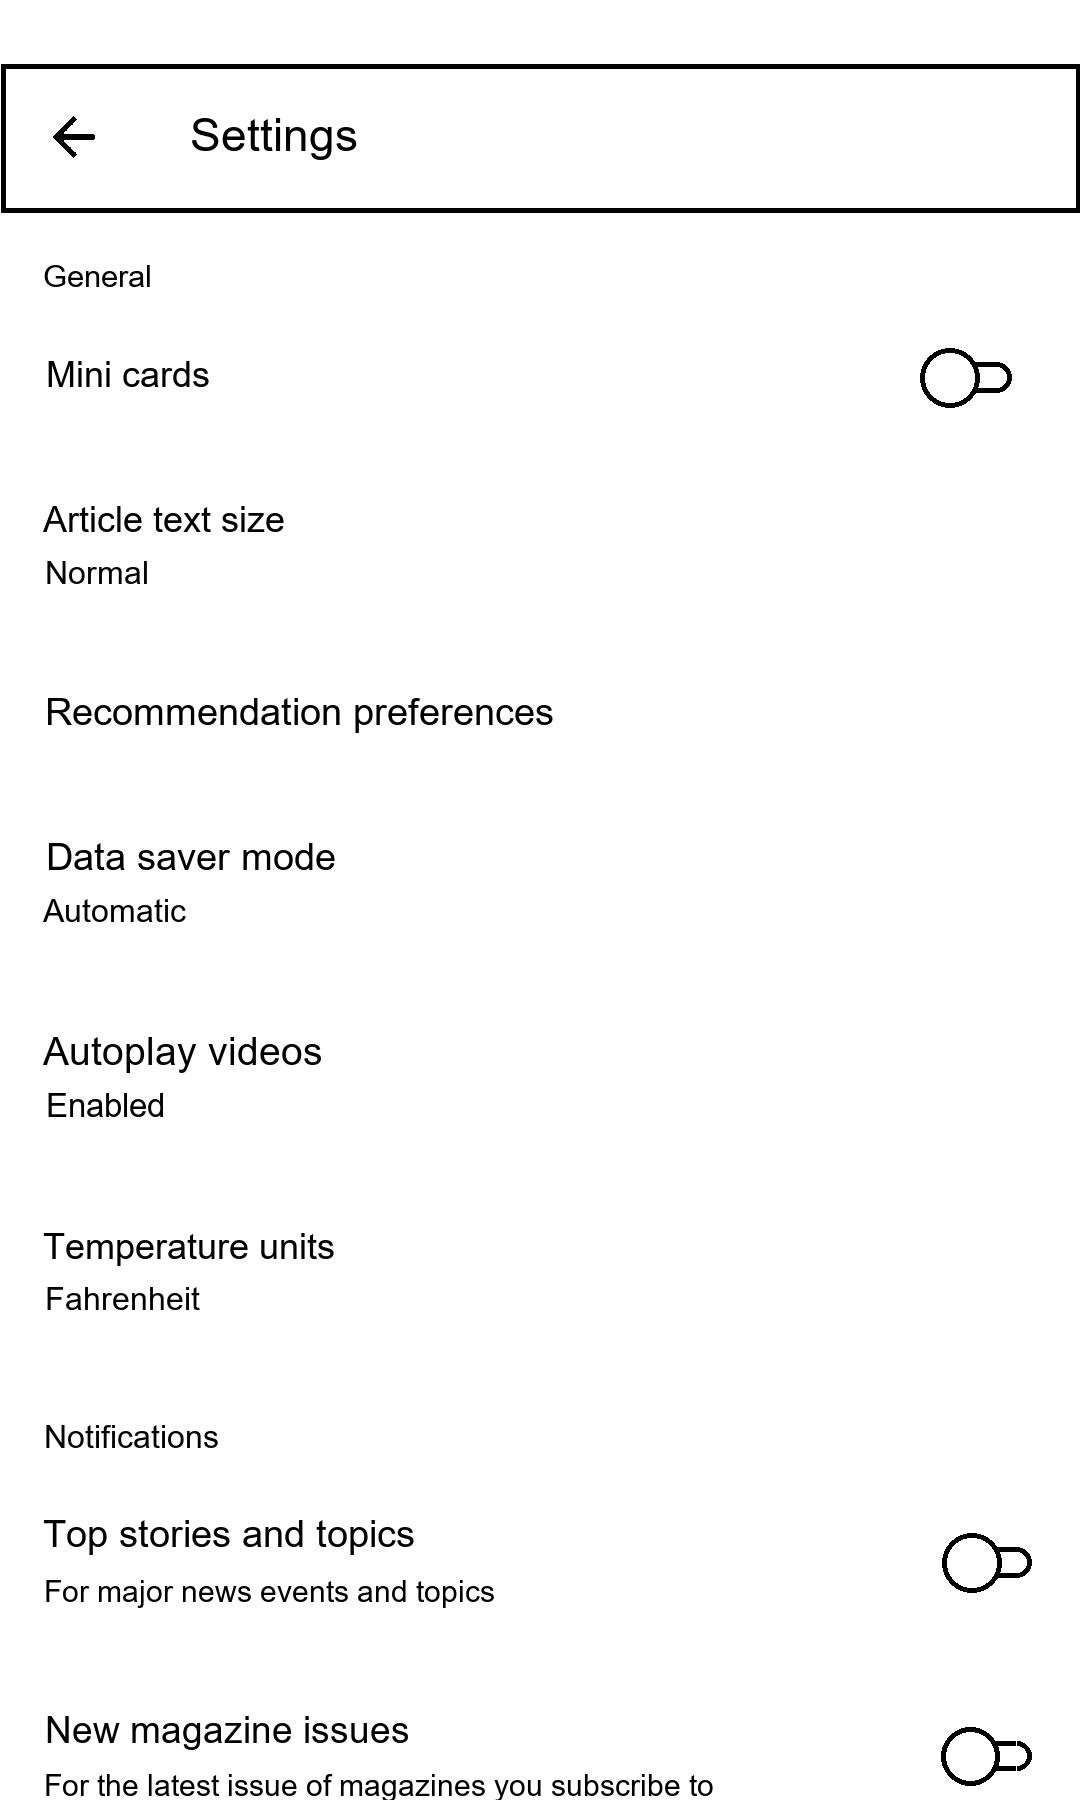 Settings
General
Mini cards
Article text size
Normal
Recommendation preferences
Data saver mode
Automatic
Autoplay videos
Enabled
Temperature units
Fahrenheit
Notifications
Top stories and topics
For major news events and topics
New magazine issues
For the latest issue of magazines you subscribe to